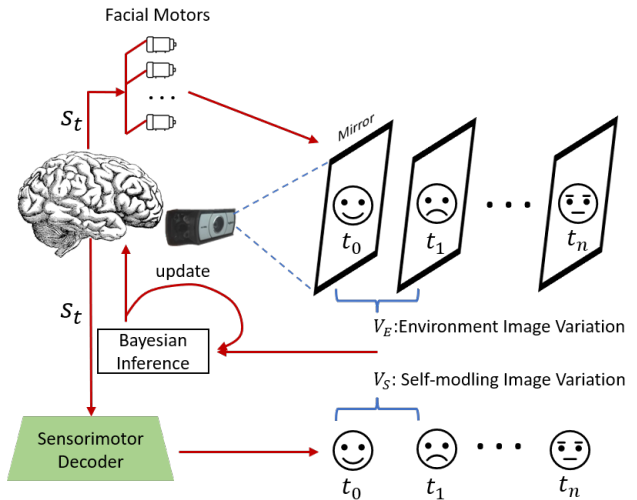 Facial Motors
. . .
S_t
Mirror
t_0
t_1
. . .
t_n
update
S_t
V_E:Environment Image Variation
Bayesian
Inference
V_S: Self-modling Image Variation
Sensorimotor
Decoder
. . .
t_0
t_1
t_n